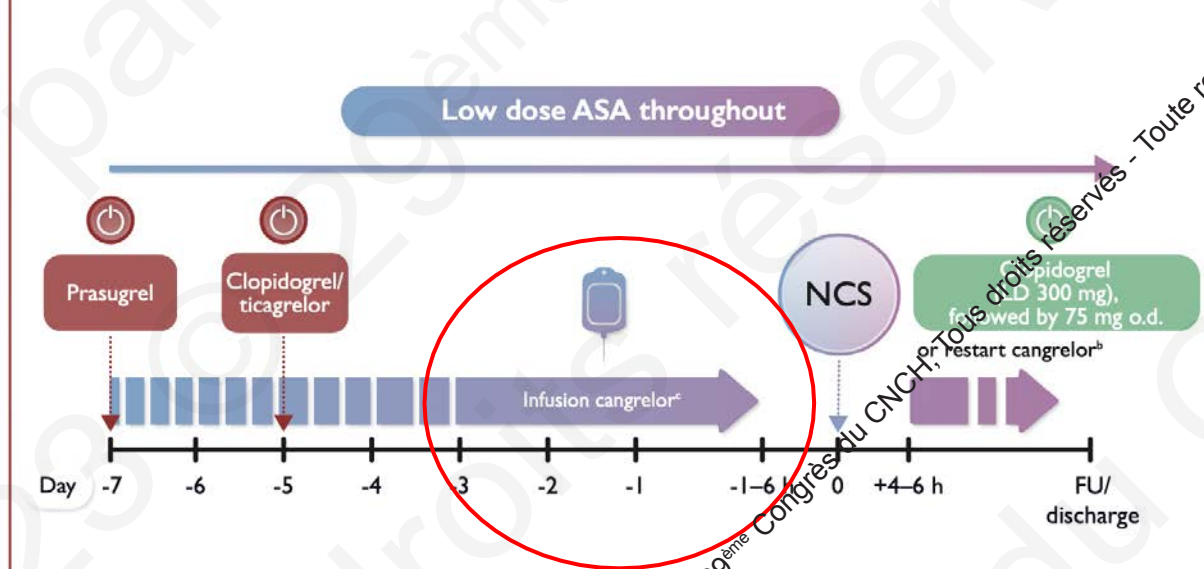 Low dose ASA throughout
Prasugrel
Clopidogrel/
ticagrelor
NCS
Clopidogrel
(LD 300 mg),
followed by 75 mg o.d.
or restart cangrelorᵇ
Infusion cangrelorᶜ
Day -7 -6 -5 -4 -3 -2 -1 -1–6 h 0 +4–6 h FU/
discharge
Congrès du CNCH, Tous droits réservés - Toute